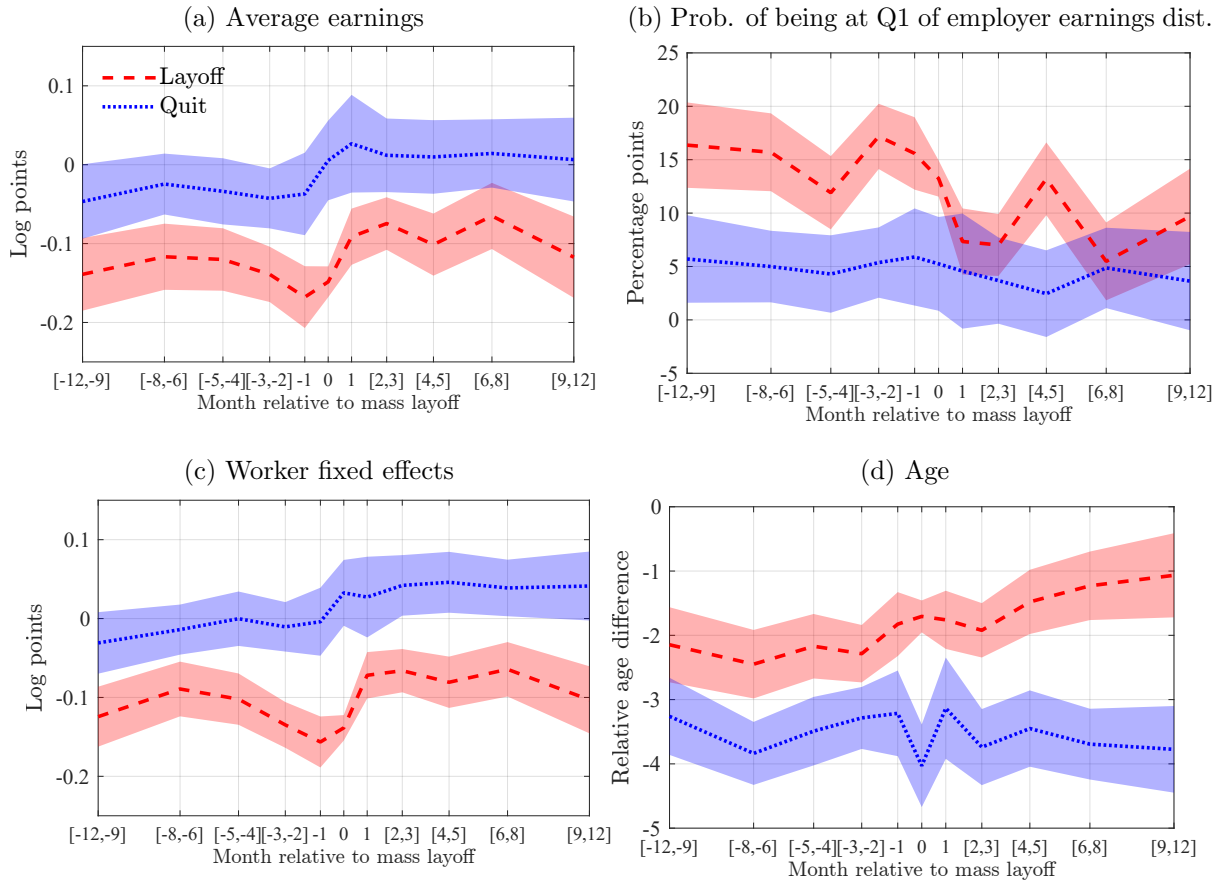 (a) Average earnings
Log points
0.1
0
-0.1
-0.2
Layoff
Quit
[-12,-9] [-8,-6] [-5,-4] [-3,-2] -1 0 1 [2,3] [4,5] [6,8] [9,12]
Month relative to mass layoff
(b) Prob. of being at Q1 of employer earnings dist.
Percentage points
25
20
15
10
5
0
-5
[-12,-9] [-8,-6] [-5,-4] [-3,-2] -1 0 1 [2,3] [4,5] [6,8] [9,12]
Month relative to mass layoff
(c) Worker fixed effects
Log points
0.1
0
-0.1
-0.2
[-12,-9] [-8,-6] [-5,-4] [-3,-2] -1 0 1 [2,3] [4,5] [6,8] [9,12]
Month relative to mass layoff
(d) Age
Relative age difference
0
-1
-2
-3
-4
-5
[-12,-9] [-8,-6] [-5,-4] [-3,-2] -1 0 1 [2,3] [4,5] [6,8] [9,12]
Month relative to mass layoff